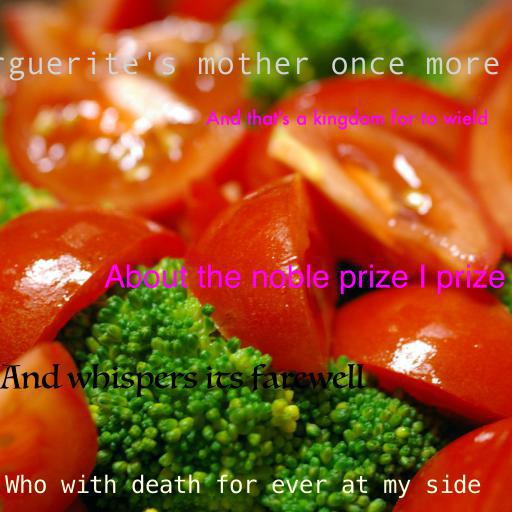 rguerite's mother once more
And that's a kingdom for to wield
About the noble prize I prize
And whispers its farewell
Who with death for ever at my side